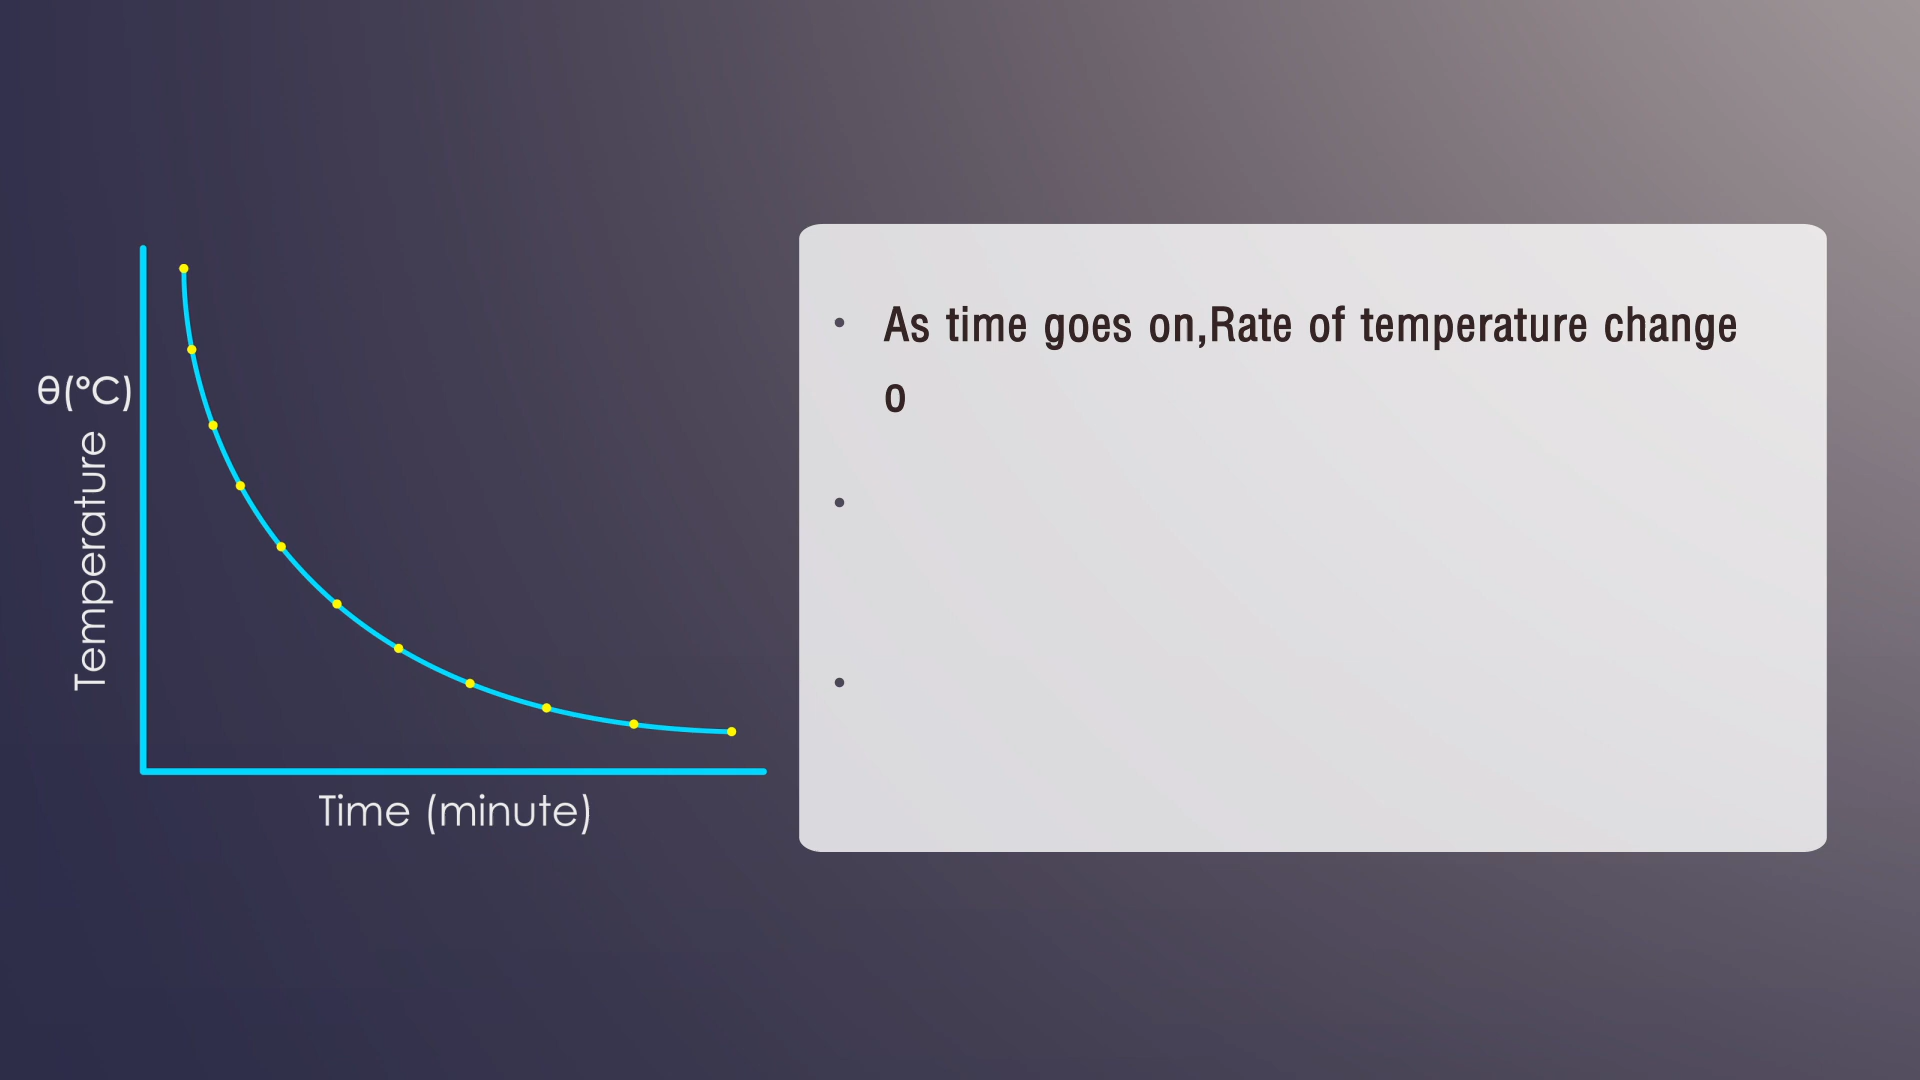 θ(°C)
Temperature
Time (minute)
• As time goes on,Rate of temperature change
o
•
•